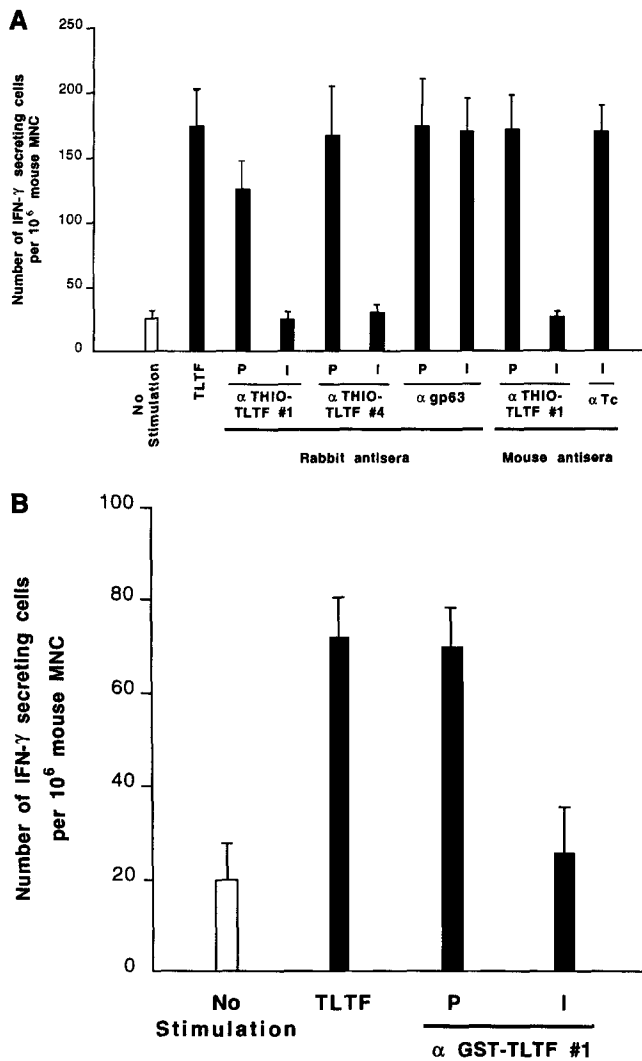 A
Number of IFN-γ secreting cells
per 10⁶ mouse MNC
250
200
150
100
50
0
No
Stimulation
TLTF
P I P I P I P I I
α THIO-
TLTF #1
α THIO-
TLTF #4
α gp63
α THIO-
TLTF #1
α Tc
Rabbit antisera
Mouse antisera
B
Number of IFN-γ secreting cells
per 10⁶ mouse MNC
100
80
60
40
20
0
No
Stimulation
TLTF
P I
α GST-TLTF #1